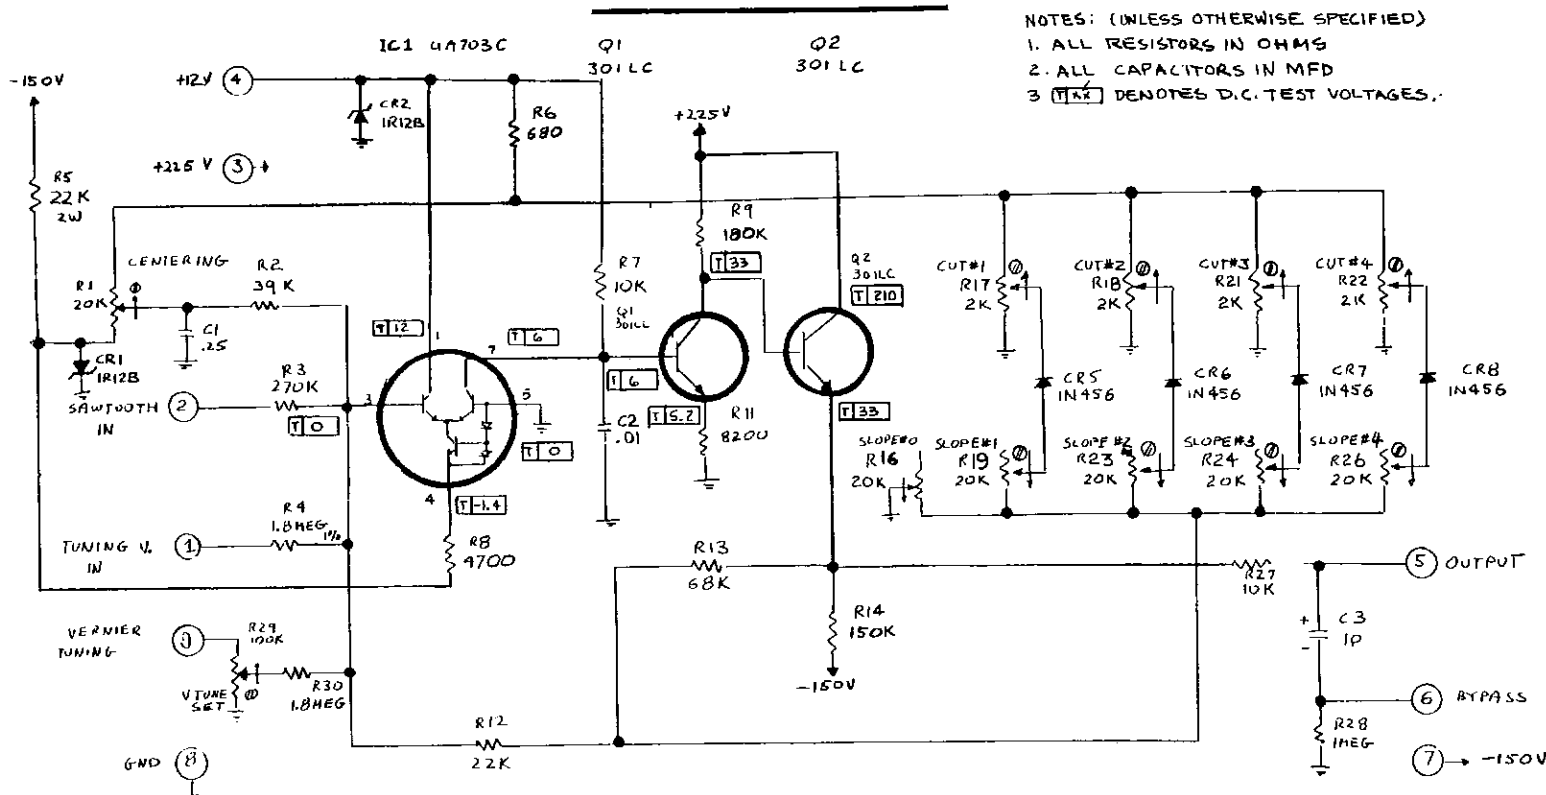 NOTES: (UNLESS OTHERWISE SPECIFIED)
1. ALL RESISTORS IN OHMS
2. ALL CAPACITORS IN MFD
3 T XX DENOTES D.C. TEST VOLTAGES.
IC1 UA703C
Q1
301LC
Q2
301LC
-150V
+12V 4
CR2
1R12B
R6
680
+225V
+225 V 3
R5
22K
2W
R9
180K
CENTERING
R1
20K
R2
39K
C1
.25
R7
10K
Q1
301LC
T 33
Q2
301LC
T 210
CUT#1
R17
2K
CUT#2
R18
2K
CUT#3
R21
2K
CUT#4
R22
2K
T 12
1
7
T 6
CR1
1R12B
R3
270K
SAWTOOTH
IN
2
T 0
3
5
T 0
T 6
C2
.01
T 5.2
R11
8200
T 33
CR5
1N456
CR6
1N456
CR7
1N456
CR8
1N456
SLOPE#0
R16
20K
SLOPE#1
R19
20K
SLOPE#2
R23
20K
SLOPE#3
R24
20K
SLOPE#4
R26
20K
4
T -1.4
R4
1.8MEG
1%
TUNING V.
IN
1
R8
4700
R13
68K
R27
10K
5 OUTPUT
R14
150K
-150V
C3
1P
+
-
VERNIER
TUNING
9
R29
100K
V TUNE
SET
R30
1.8MEG
6 BYPASS
R28
1MEG
R12
22K
GND 8
7 -150V